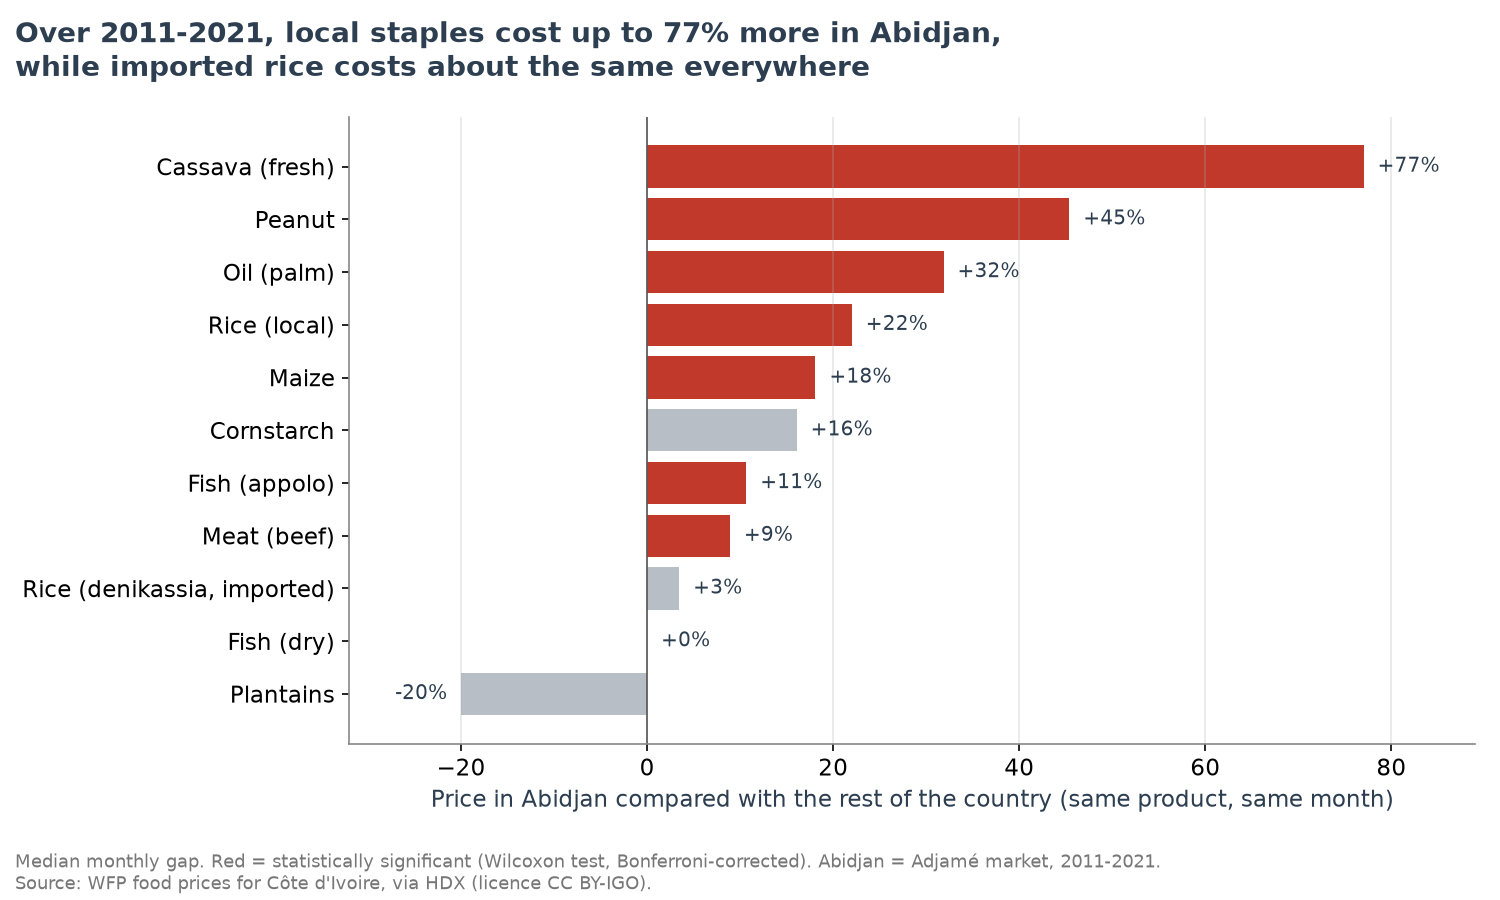 Over 2011-2021, local staples cost up to 77% more in Abidjan,
while imported rice costs about the same everywhere
Cassava (fresh) +77%
Peanut +45%
Oil (palm) +32%
Rice (local) +22%
Maize +18%
Cornstarch +16%
Fish (appolo) +11%
Meat (beef) +9%
Rice (denikassia, imported) +3%
Fish (dry) +0%
Plantains -20%
−20 0 20 40 60 80
Price in Abidjan compared with the rest of the country (same product, same month)
Median monthly gap. Red = statistically significant (Wilcoxon test, Bonferroni-corrected). Abidjan = Adjamé market, 2011-2021.
Source: WFP food prices for Côte d'Ivoire, via HDX (licence CC BY-IGO).